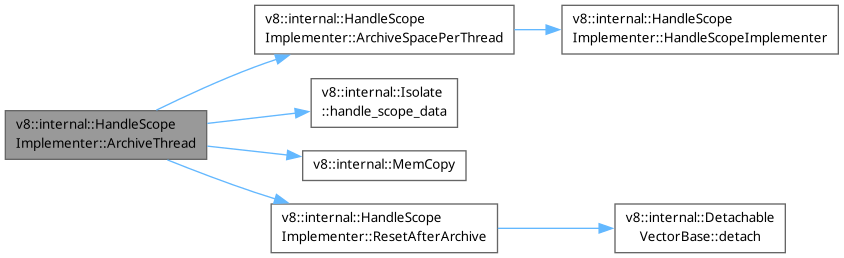 v8::internal::HandleScope
Implementer::ArchiveThread
v8::internal::HandleScope
Implementer::ArchiveSpacePerThread
v8::internal::HandleScope
Implementer::HandleScopeImplementer
v8::internal::Isolate
::handle_scope_data
v8::internal::MemCopy
v8::internal::HandleScope
Implementer::ResetAfterArchive
v8::internal::Detachable
VectorBase::detach